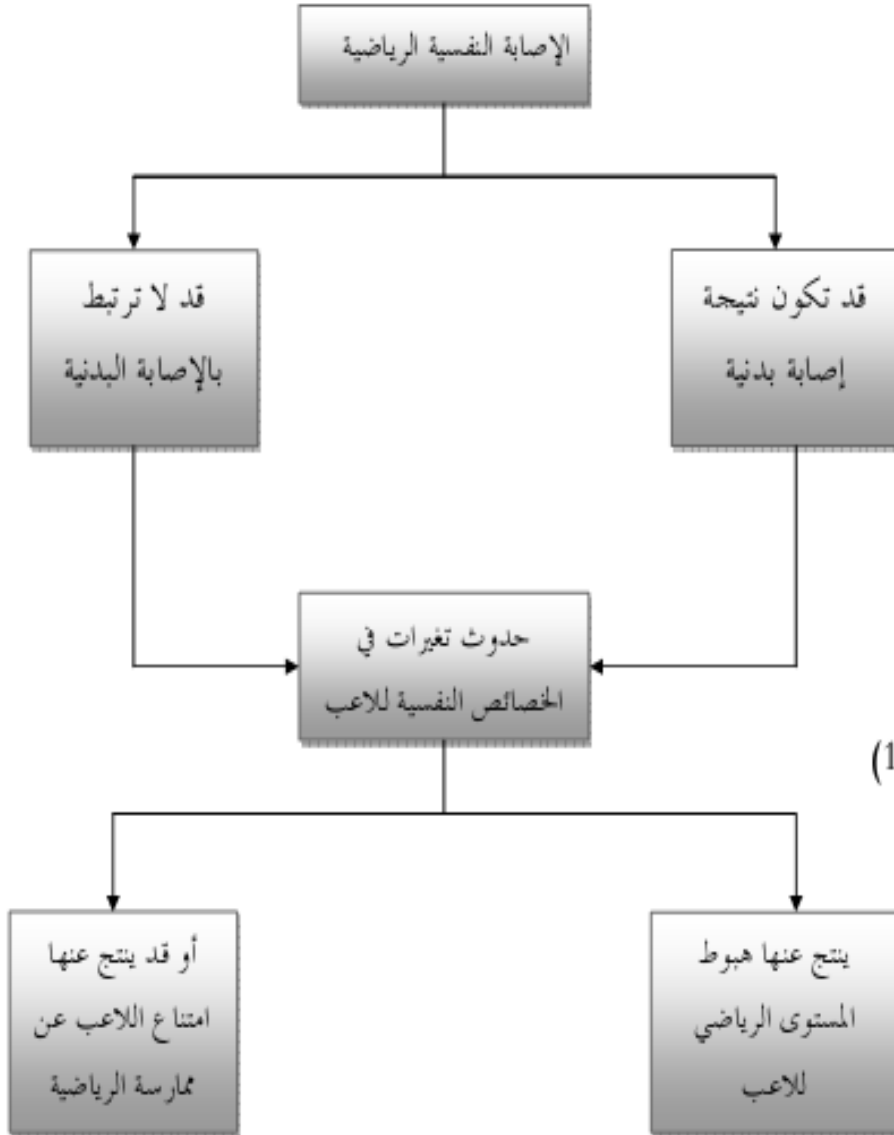 الإصابة النفسية الرياضية
قد تكون نتيجة
إصابة بدنية
قد لا ترتبط
بالإصابة البدنية
حدوث تغيرات في
الخصائص النفسية للاعب
(1
ينتج عنها هبوط
المستوى الرياضي
للاعب
أو قد ينتج عنها
امتناع اللاعب عن
ممارسة الرياضية